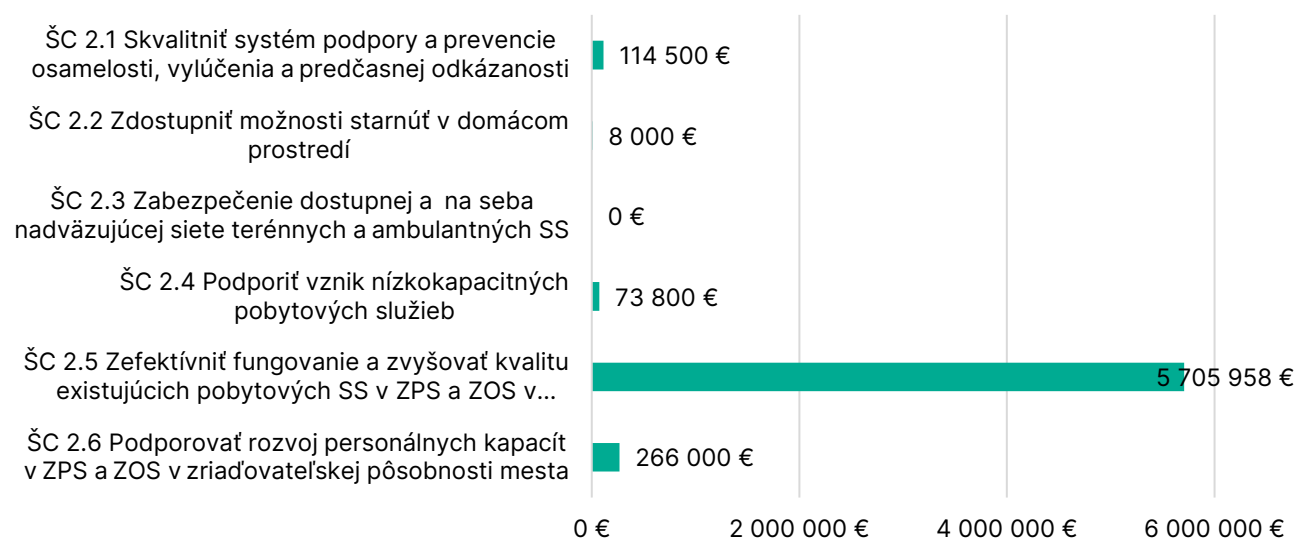 ŠC 2.1 Skvalitniť systém podpory a prevencie
osamelosti, vylúčenia a predčasnej odkázanosti
114 500 €
ŠC 2.2 Zdostupniť možnosti starnúť v domácom
prostredí
8 000 €
ŠC 2.3 Zabezpečenie dostupnej a na seba
nadväzujúcej siete terénnych a ambulantných SS
0 €
ŠC 2.4 Podporiť vznik nízkokapacitných
pobytových služieb
73 800 €
ŠC 2.5 Zefektívniť fungovanie a zvyšovať kvalitu
existujúcich pobytových SS v ZPS a ZOS v...
5 705 958 €
ŠC 2.6 Podporovať rozvoj personálnych kapacít
v ZPS a ZOS v zriaďovateľskej pôsobnosti mesta
266 000 €
0 € 2 000 000 € 4 000 000 € 6 000 000 €